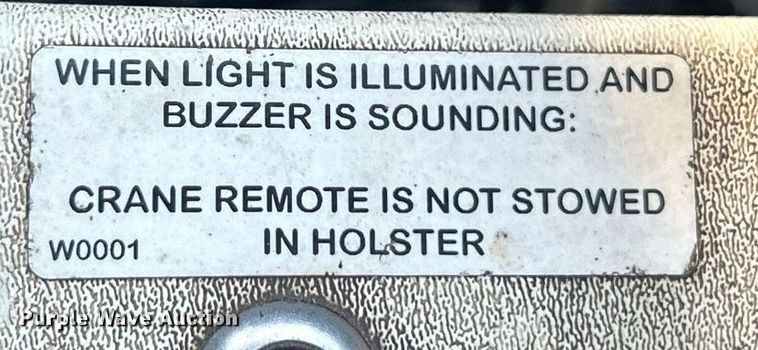 WHEN LIGHT IS ILLUMINATED AND
BUZZER IS SOUNDING:
CRANE REMOTE IS NOT STOWED
IN HOLSTER
W0001
Purple Wave Auction